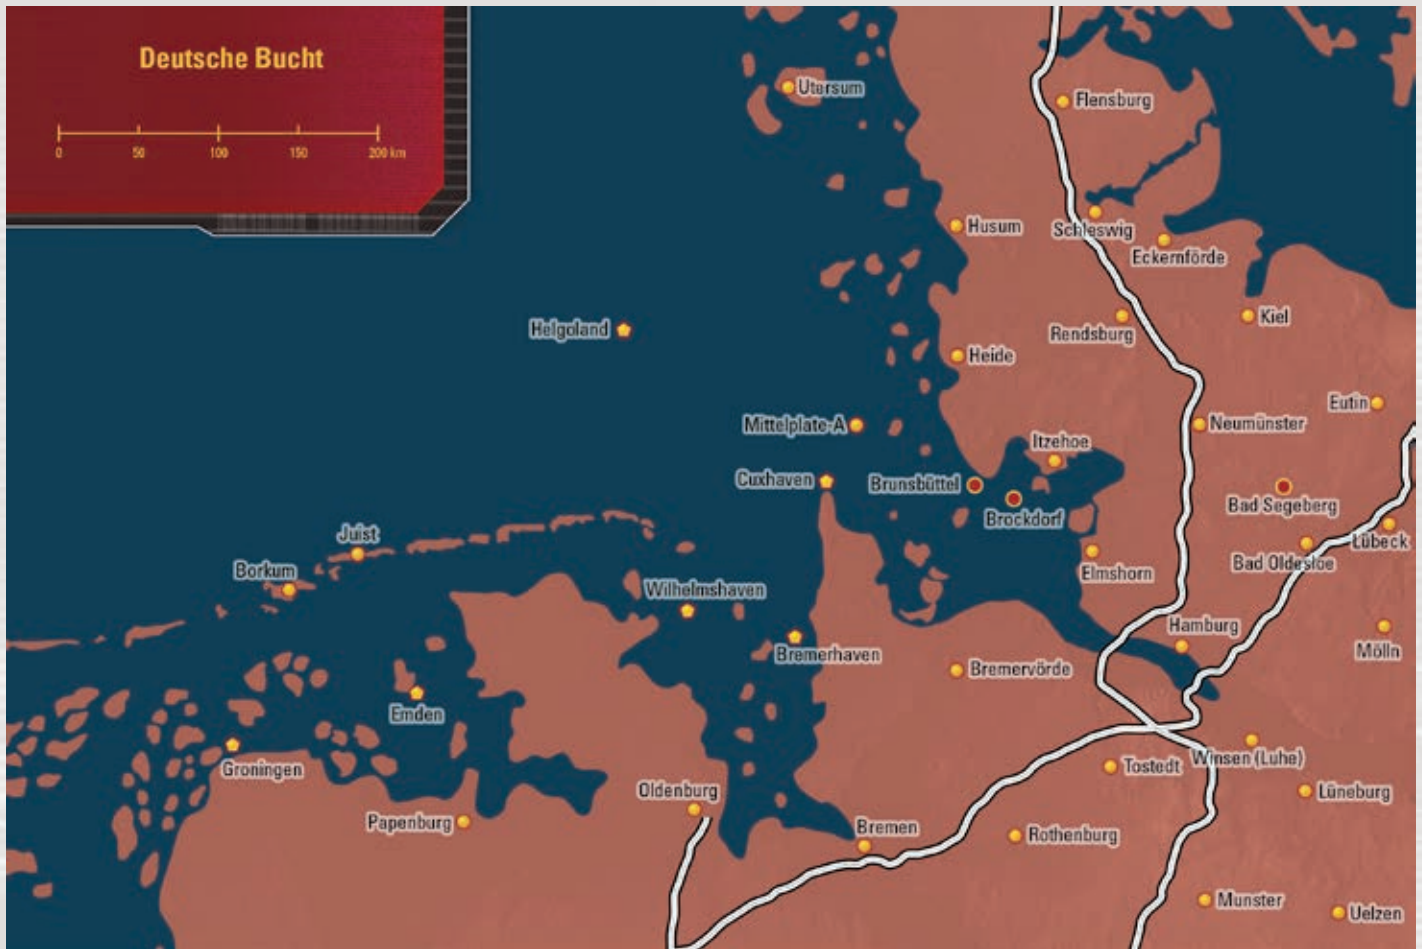 Deutsche Bucht
0 50 100 150 200 km
Utersum
Flensburg
Husum
Schleswig
Eckernförde
Helgoland
Rendsburg
Kiel
Heide
Eutin
Mittelplate-A
Neumünster
Itzehoe
Cuxhaven
Brunsbüttel
Bad Segeberg
Brockdorf
Juist
Lübeck
Bad Oldesloe
Borkum
Elmshorn
Wilhelmshaven
Hamburg
Bremerhaven
Mölln
Bremervörde
Emden
Groningen
Winsen (Luhe)
Tostedt
Oldenburg
Lüneburg
Papenburg
Bremen
Rothenburg
Munster
Uelzen